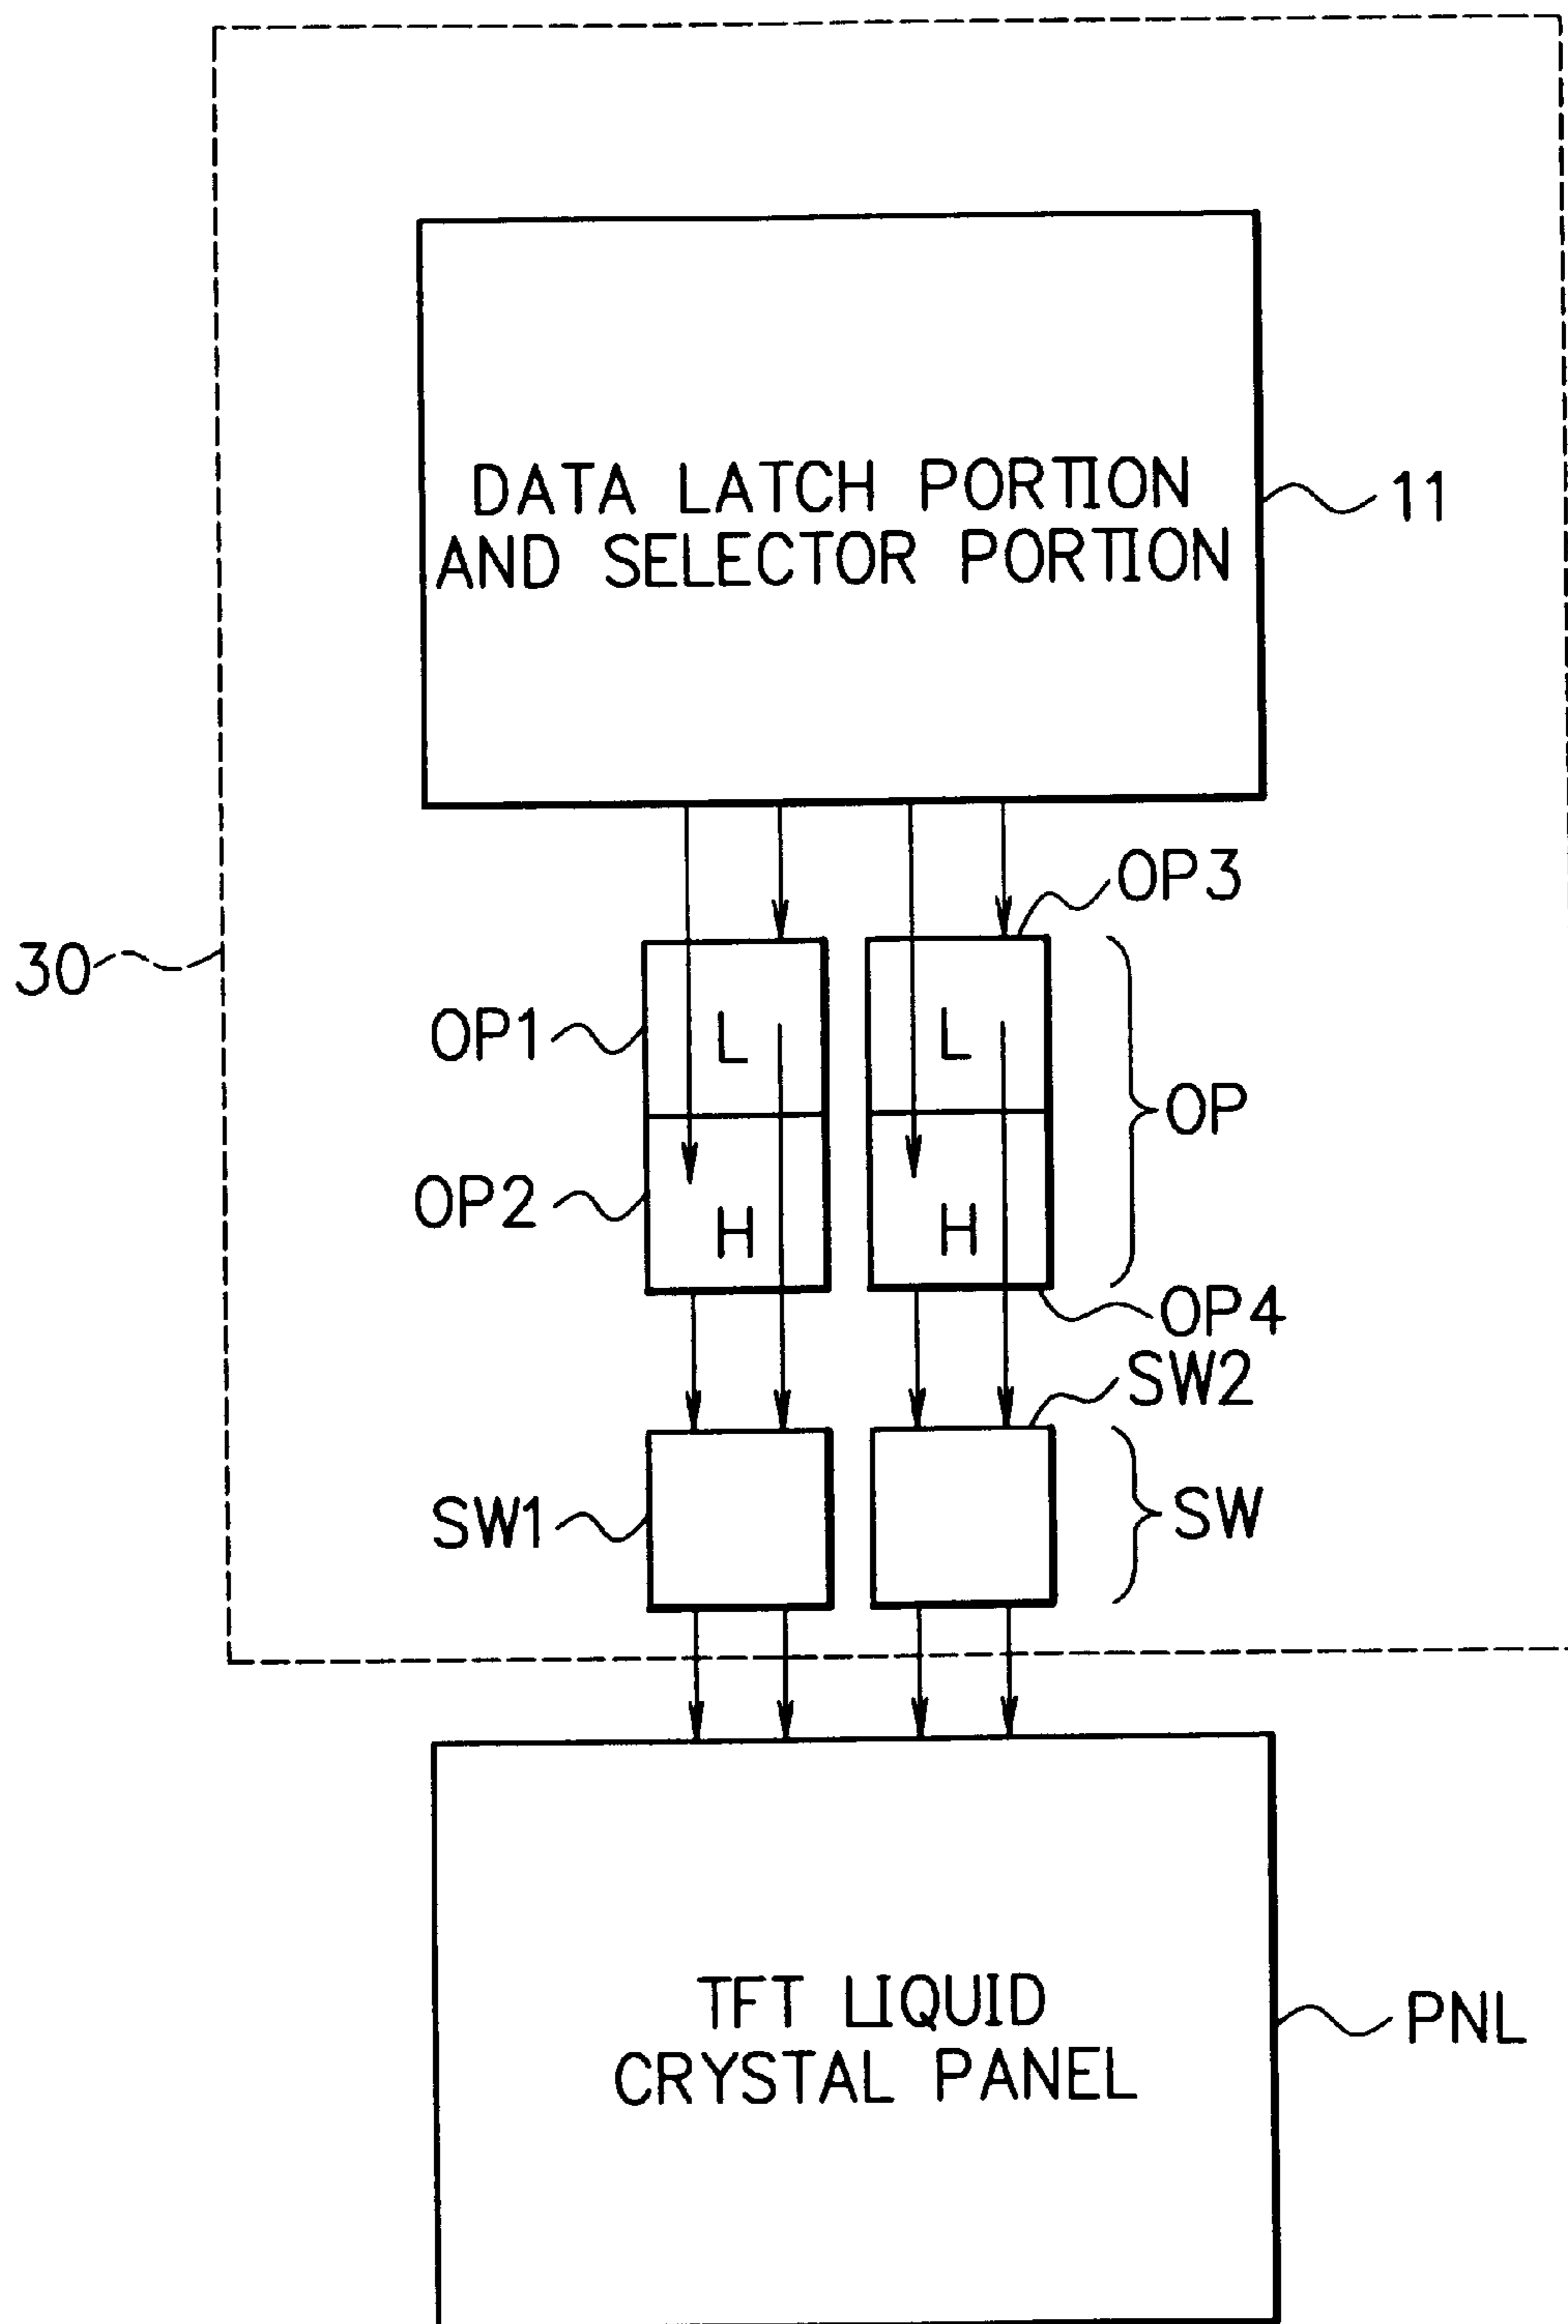 DATA LATCH PORTION
AND SELECTOR PORTION
11
OP3
30
OP1
L
L
OP
OP2
H
H
OP4
SW2
SW1
SW
TFT LIQUID
CRYSTAL PANEL
PNL